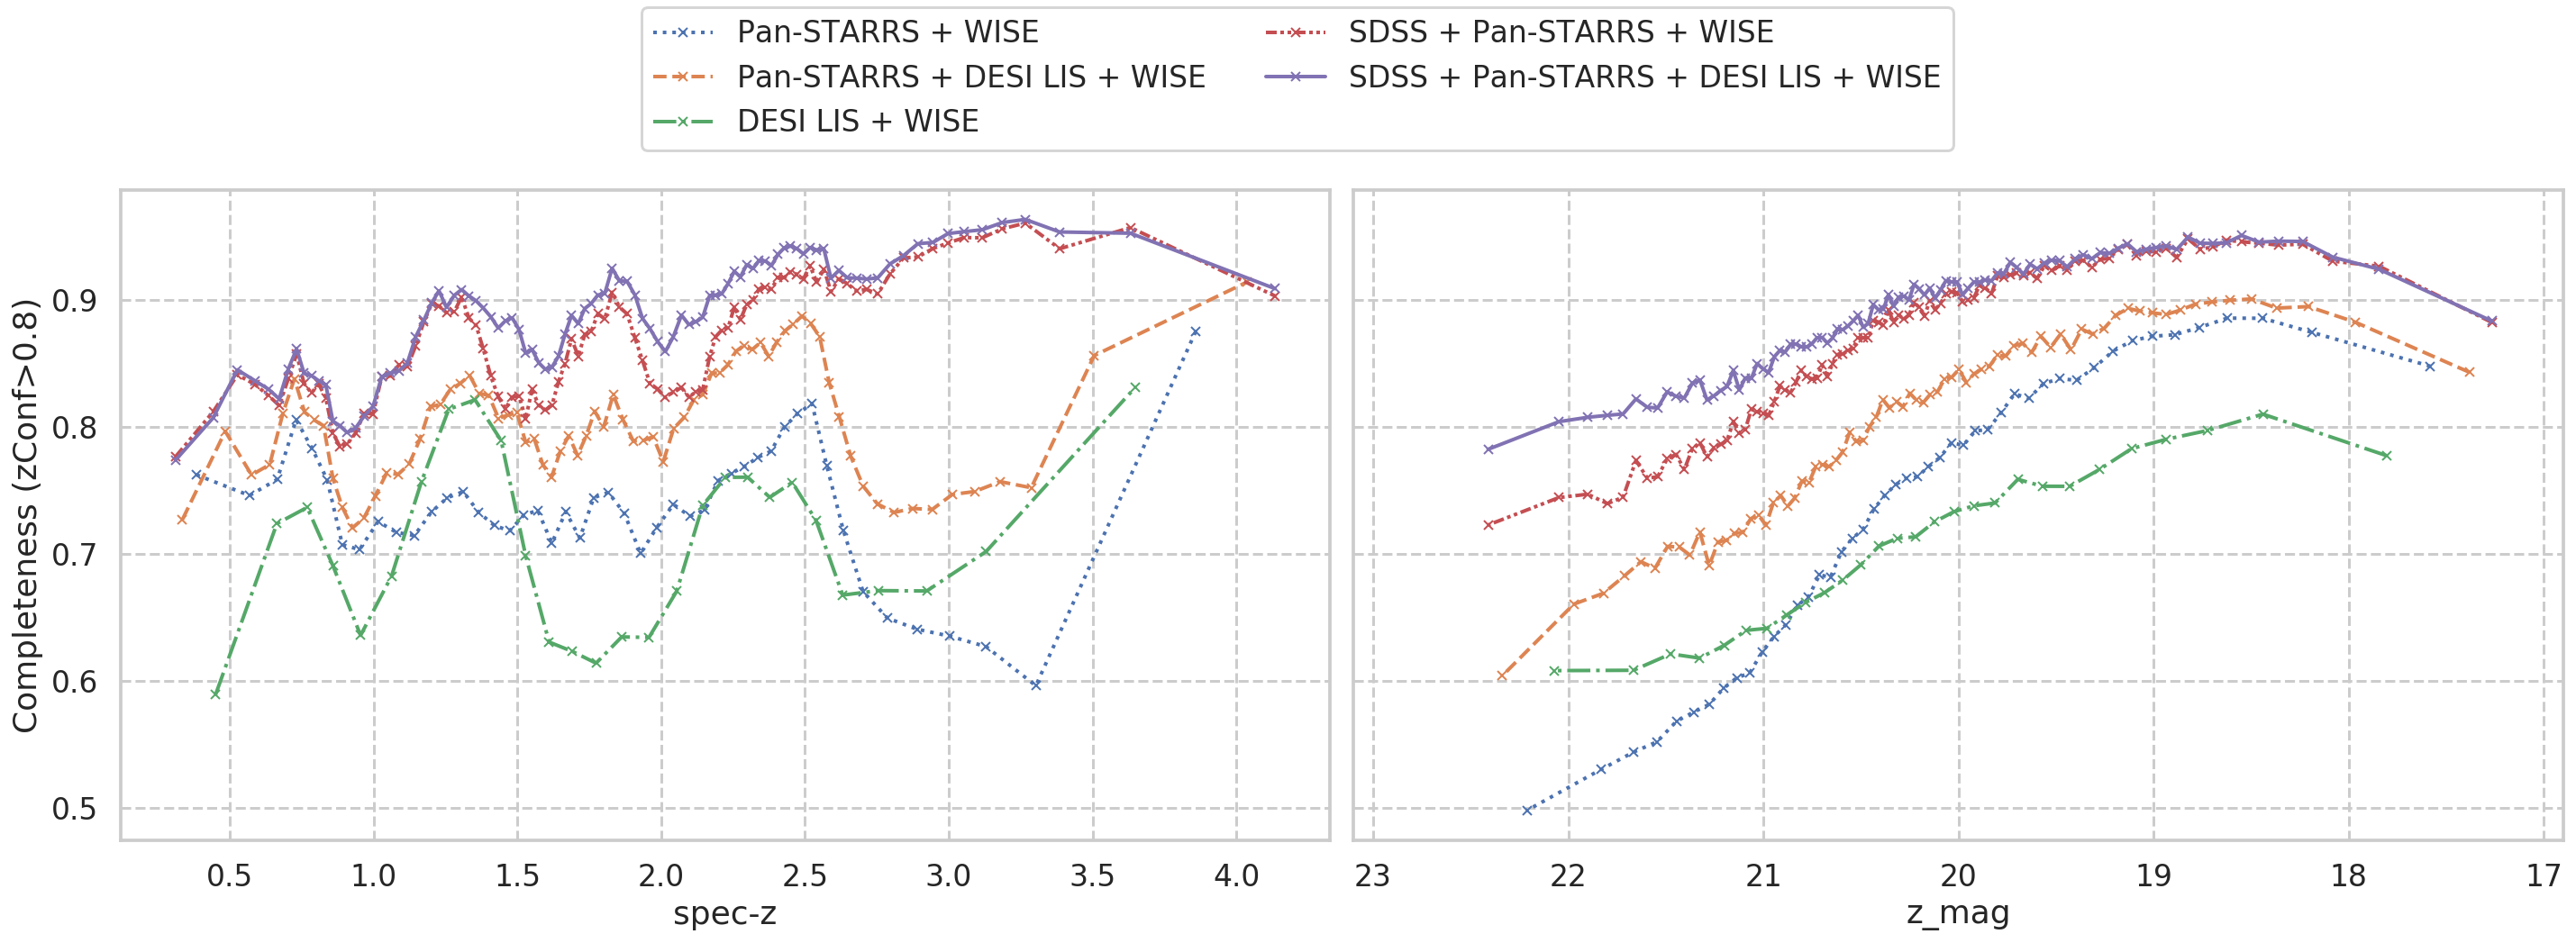 Pan-STARRS + WISE
Pan-STARRS + DESI LIS + WISE
DESI LIS + WISE
SDSS + Pan-STARRS + WISE
SDSS + Pan-STARRS + DESI LIS + WISE
Completeness (zConf>0.8)
0.9
0.8
0.7
0.6
0.5
0.5 1.0 1.5 2.0 2.5 3.0 3.5 4.0
spec-z
23 22 21 20 19 18 17
z_mag